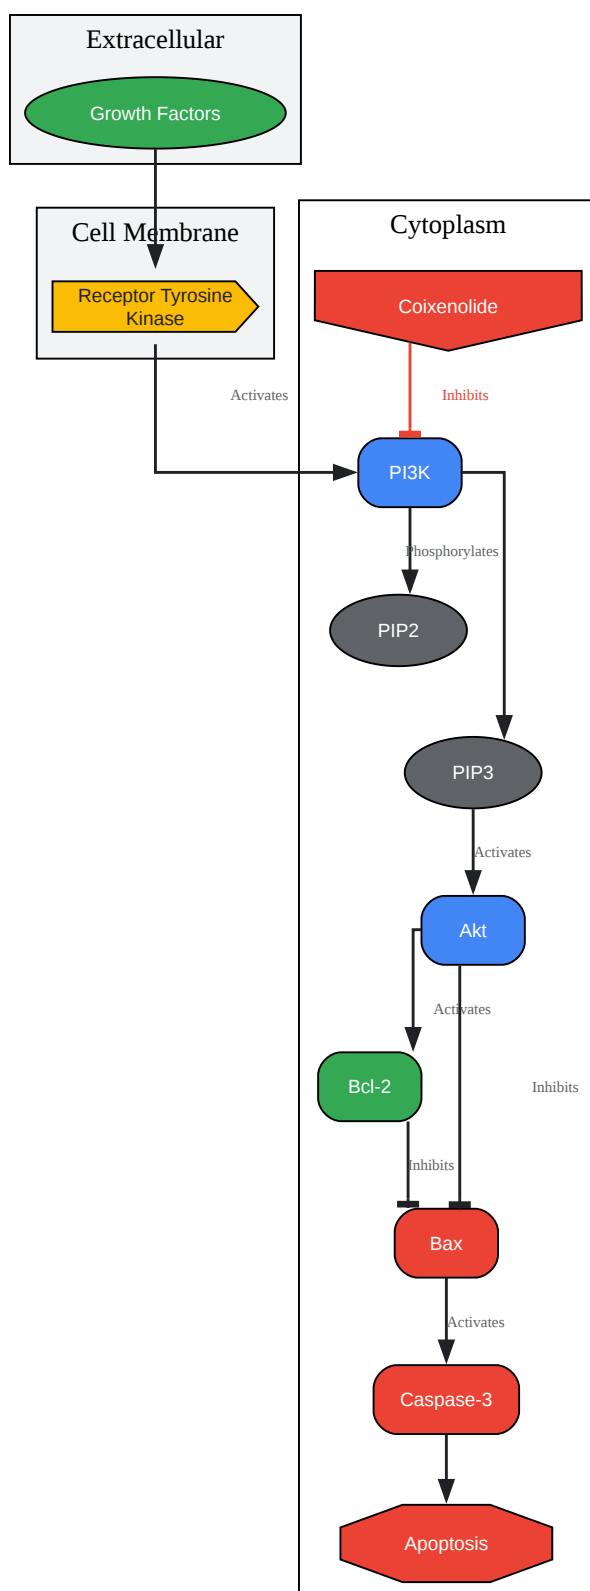 Extracellular
Growth Factors
Cell Membrane
Receptor Tyrosine
Kinase
Cytoplasm
Coixenolide
Activates
Inhibits
PI3K
Phosphorylates
PIP2
PIP3
Activates
Akt
Activates
Bcl-2
Inhibits
Inhibits
Bax
Activates
Caspase-3
Apoptosis